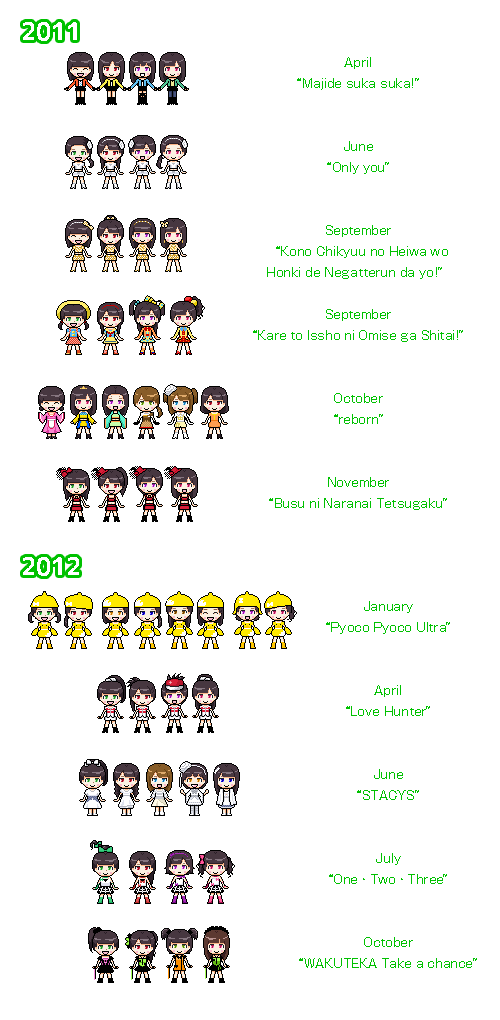 2011
April
“Majide suka suka!”
June
“Only you”
September
“Kono Chikyuu no Heiwa wo
Honki de Negatterun da yo!”
September
“Kare to Issho ni Omise ga Shitai!”
October
“reborn”
November
“Busu ni Naranai Tetsugaku”
2012
January
“Pyoco Pyoco Ultra”
April
“Love Hunter”
June
“STACYS”
July
“One・Two・Three”
October
“WAKUTEKA Take a chance”